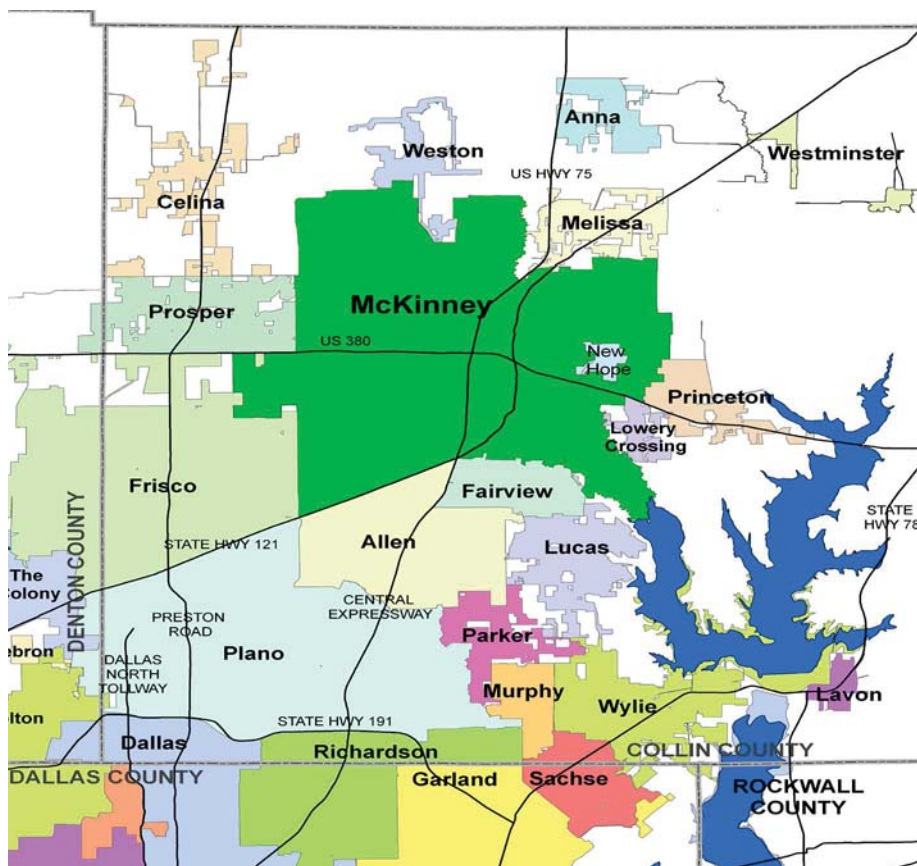 Anna
Weston
Westminster
US HWY 75
Celina
Melissa
McKinney
Prosper
US 380
New
Hope
Princeton
Lowery
Crossing
Frisco
Fairview
STATE
HWY 78
Allen
Lucas
STATE HWY 121
The
Colony
DENTON COUNTY
CENTRAL
EXPRESSWAY
PRESTON
ROAD
Parker
Plano
ebron
DALLAS
NORTH
TOLLWAY
Murphy
Lavon
Wylie
olton
STATE HWY 191
Dallas
Richardson
COLLIN COUNTY
DALLAS COUNTY
Garland
Sachse
ROCKWALL
COUNTY